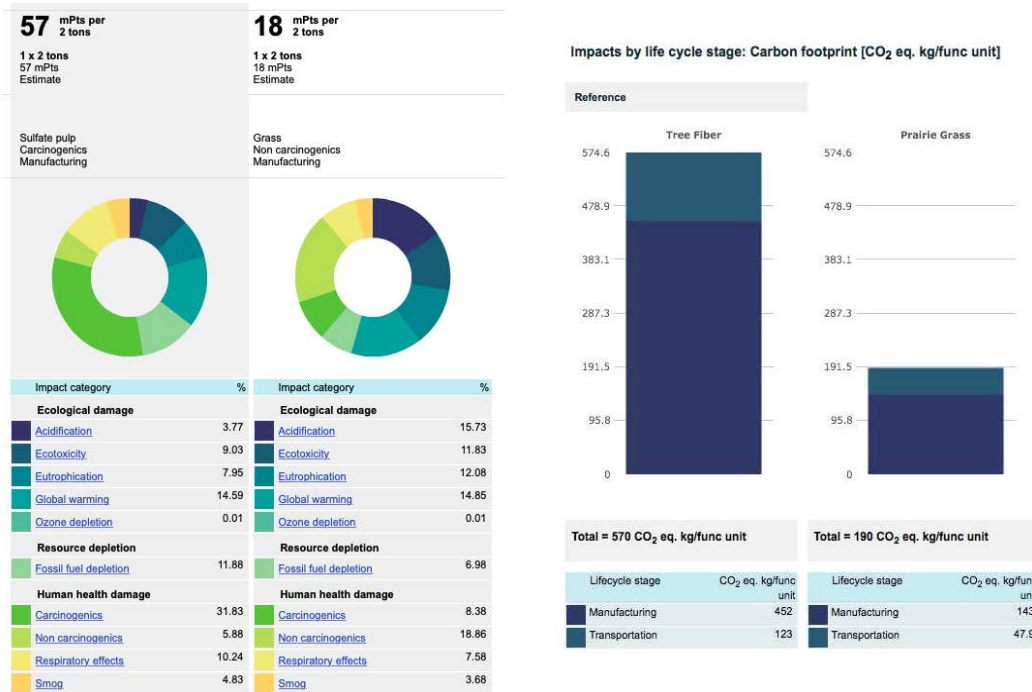 57 mPts per
2 tons
1 x 2 tons
57 mPts
Estimate
Sulfate pulp
Carcinogenics
Manufacturing
Impact category %
Ecological damage
Acidification 3.77
Ecotoxicity 9.03
Eutrophication 7.95
Global warming 14.59
Ozone depletion 0.01
Resource depletion
Fossil fuel depletion 11.88
Human health damage
Carcinogenics 31.83
Non carcinogenics 5.88
Respiratory effects 10.24
Smog 4.83
18 mPts per
2 tons
1 x 2 tons
18 mPts
Estimate
Grass
Non carcinogenics
Manufacturing
Impact category %
Ecological damage
Acidification 15.73
Ecotoxicity 11.83
Eutrophication 12.08
Global warming 14.85
Ozone depletion 0.01
Resource depletion
Fossil fuel depletion 6.98
Human health damage
Carcinogenics 8.38
Non carcinogenics 18.86
Respiratory effects 7.58
Smog 3.68
Impacts by life cycle stage: Carbon footprint [CO₂ eq. kg/func unit]
Reference
Tree Fiber
574.6
478.9
383.1
287.3
191.5
95.8
0
Total = 570 CO₂ eq. kg/func unit
Lifecycle stage CO₂ eq. kg/func
unit
Manufacturing 452
Transportation 123
Prairie Grass
574.6
478.9
383.1
287.3
191.5
95.8
0
Total = 190 CO₂ eq. kg/func unit
Lifecycle stage CO₂ eq.
Manufacturing 143
Transportation 47.9